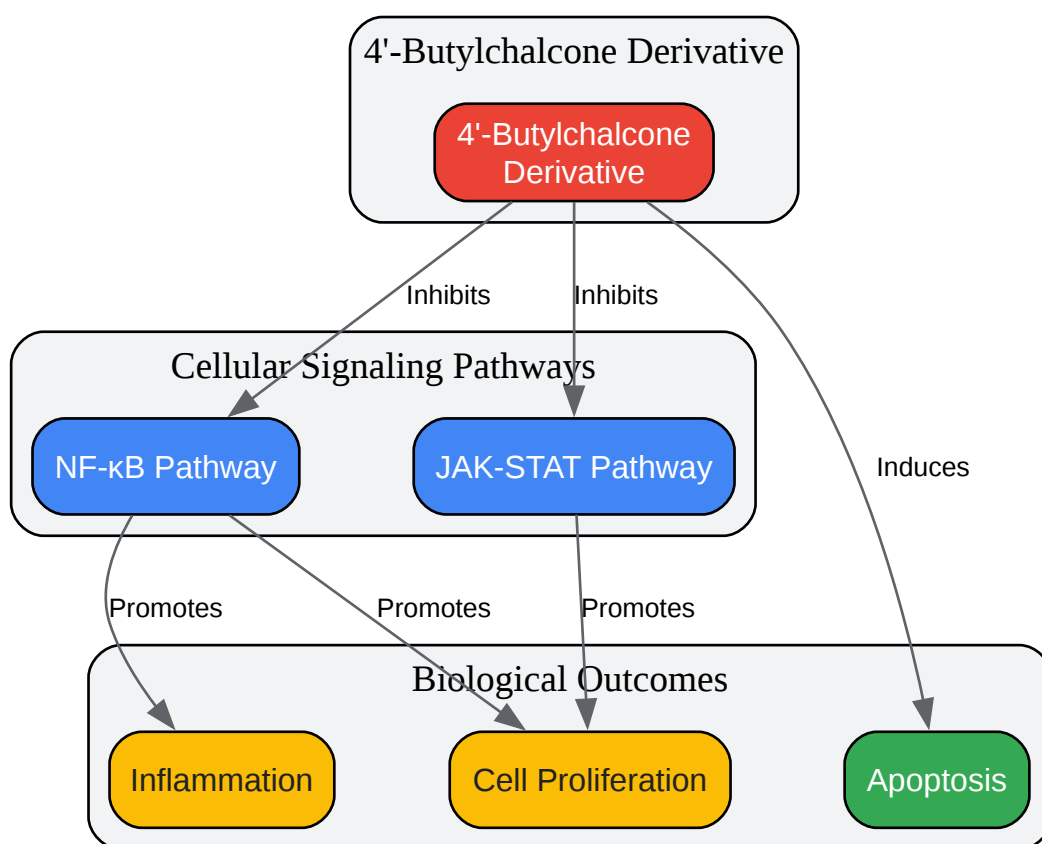 4'-Butylchalcone Derivative
4'-Butylchalcone
Derivative
Inhibits
Inhibits
Cellular Signaling Pathways
NF-κB Pathway
JAK-STAT Pathway
Induces
Promotes
Promotes
Promotes
Biological Outcomes
Inflammation
Cell Proliferation
Apoptosis